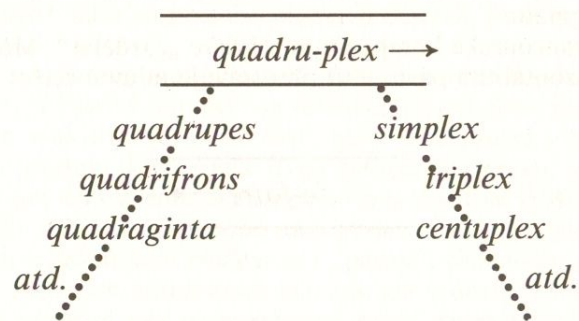 quadru-plex →
quadrupes simplex
quadrifrons triplex
quadraginta centuplex
atd. atd.